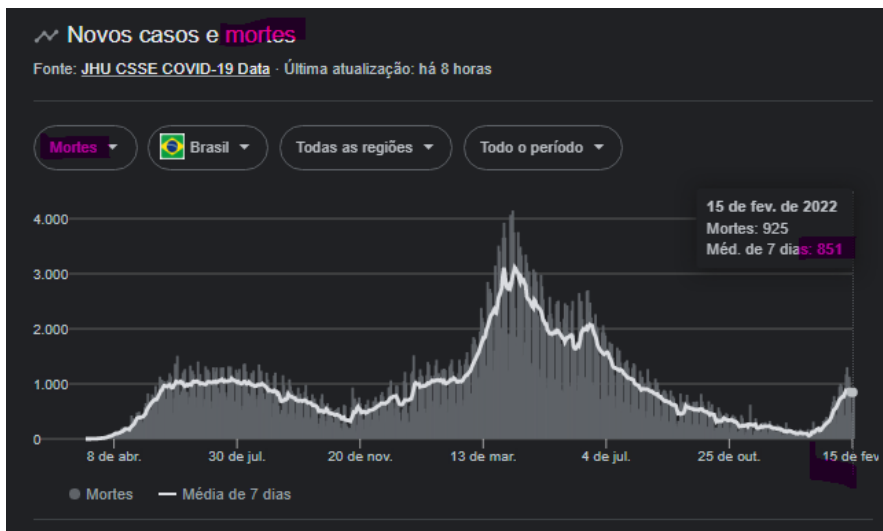 Novos casos e mortes
Fonte: JHU CSSE COVID-19 Data · Última atualização: há 8 horas
Mortes
Brasil
Todas as regiões
Todo o período
15 de fev. de 2022
Mortes: 925
Méd. de 7 dias: 851
4.000
3.000
2.000
1.000
0
8 de abr.
30 de jul.
20 de nov.
13 de mar.
4 de jul.
25 de out.
15 de fev
Mortes
Média de 7 dias